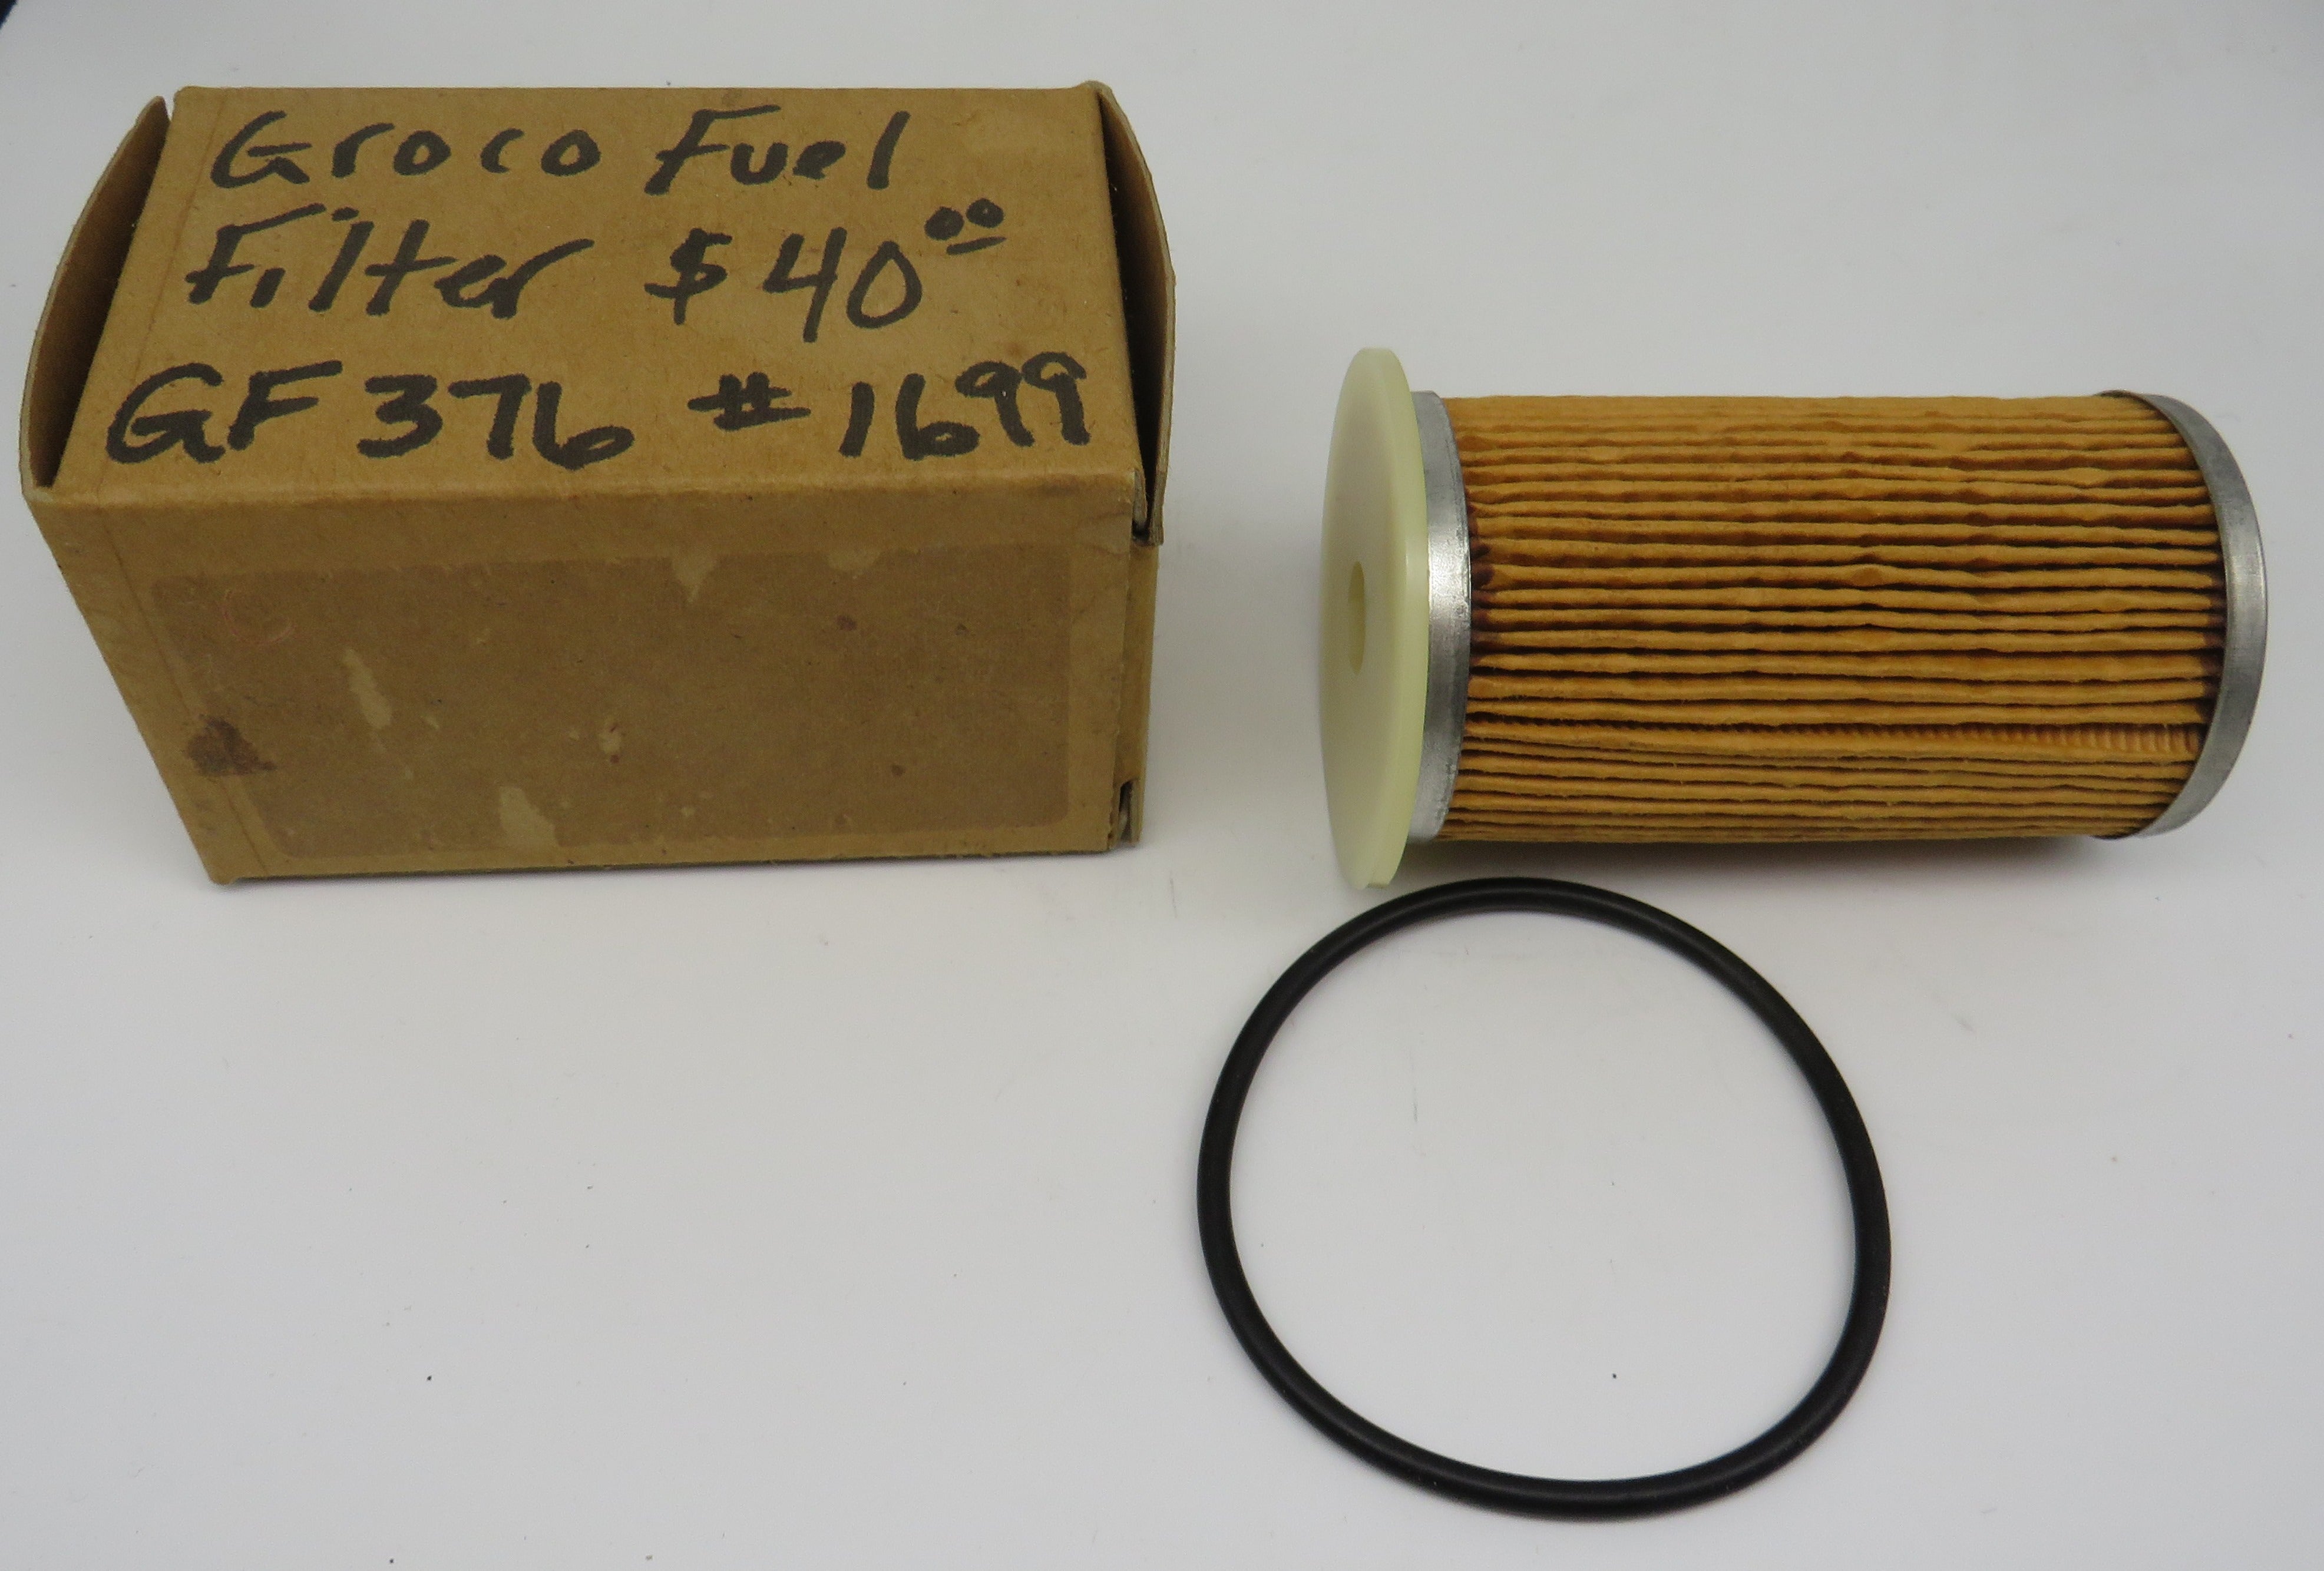 Groco Fuel
Filter $40.00
GF376 #1699